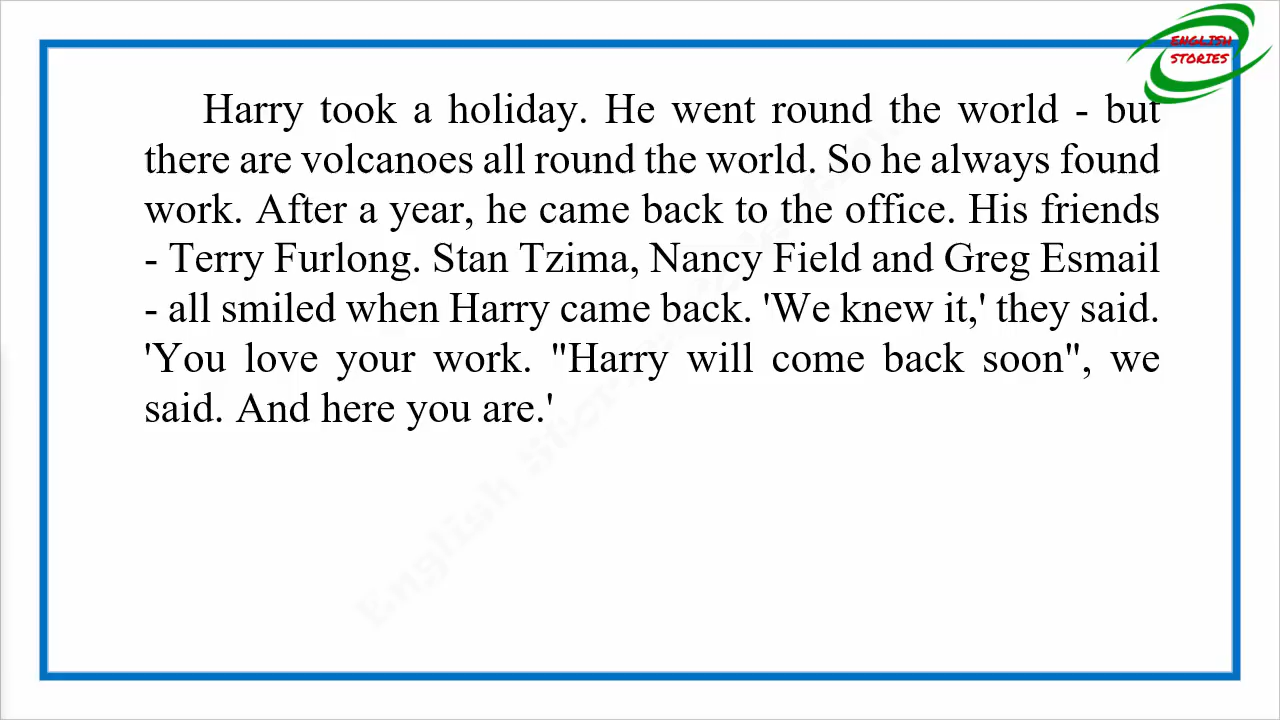 ENGLISH
STORIES
Harry took a holiday. He went round the world - but
there are volcanoes all round the world. So he always found
work. After a year, he came back to the office. His friends
- Terry Furlong. Stan Tzima, Nancy Field and Greg Esmail
- all smiled when Harry came back. 'We knew it,' they said.
'You love your work. "Harry will come back soon", we
said. And here you are.'